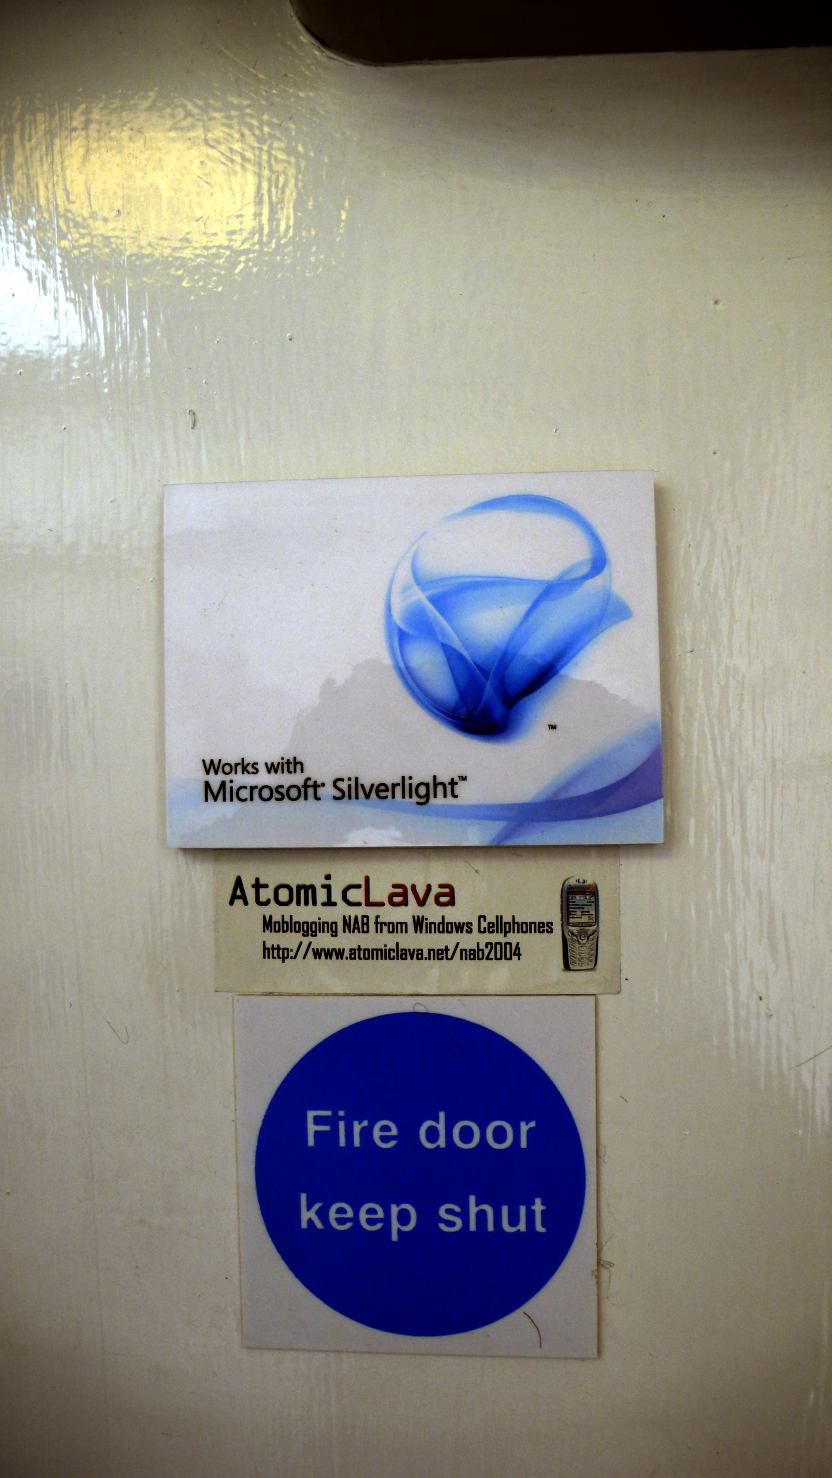 Works with
Microsoft® Silverlight™
™
AtomicLava
Moblogging NAB from Windows Cellphones
http://www.atomiclava.net/nab2004
Fire door
keep shut